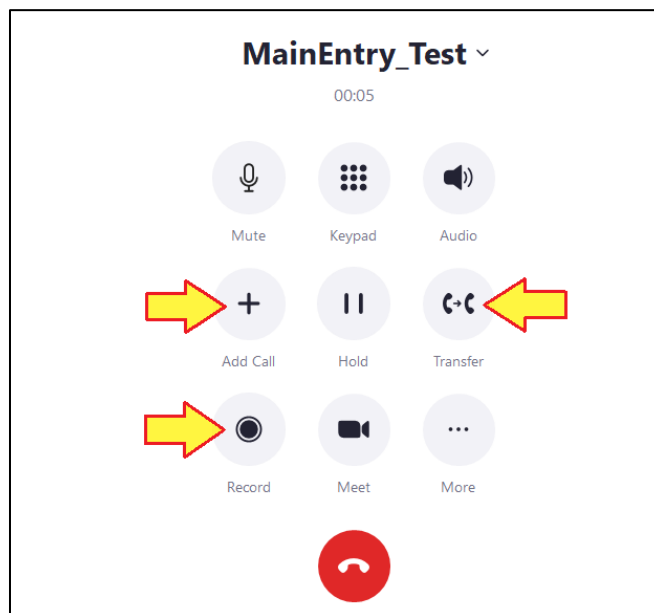 MainEntry_Test
00:05
Mute Keypad Audio
Add Call Hold Transfer
Record Meet More